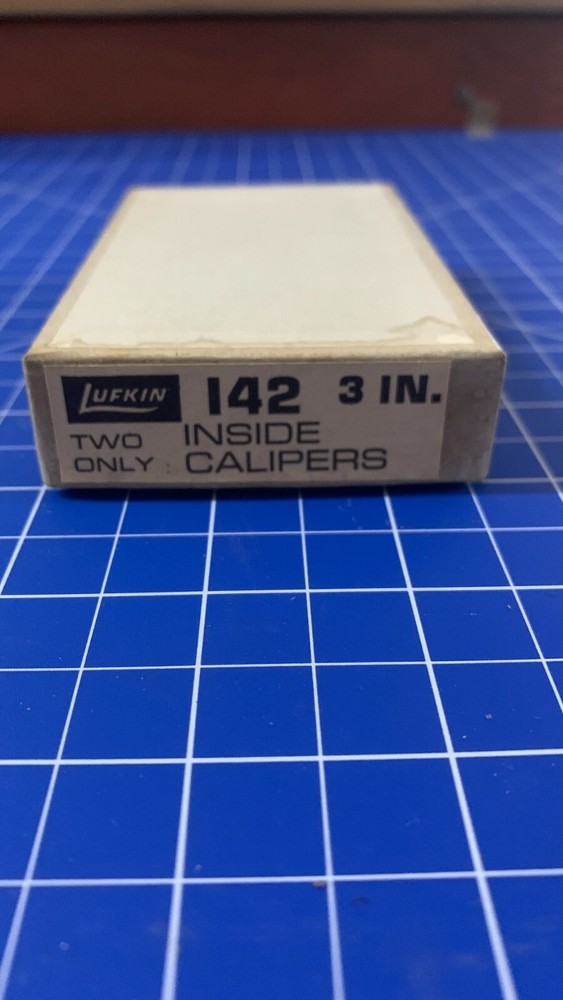 LUFKIN 142 3 IN.
TWO INSIDE
ONLY CALIPERS